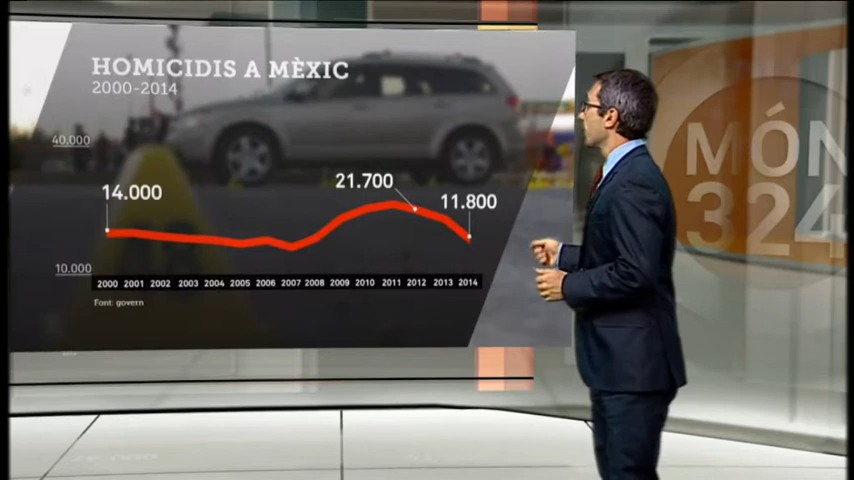 HOMICIDIS A MÈXIC
2000-2014
40.000
14.000
21.700
11.800
10.000
2000 2001 2002 2003 2004 2005 2006 2007 2008 2009 2010 2011 2012 2013 2014
Font: govern
MÓN
324